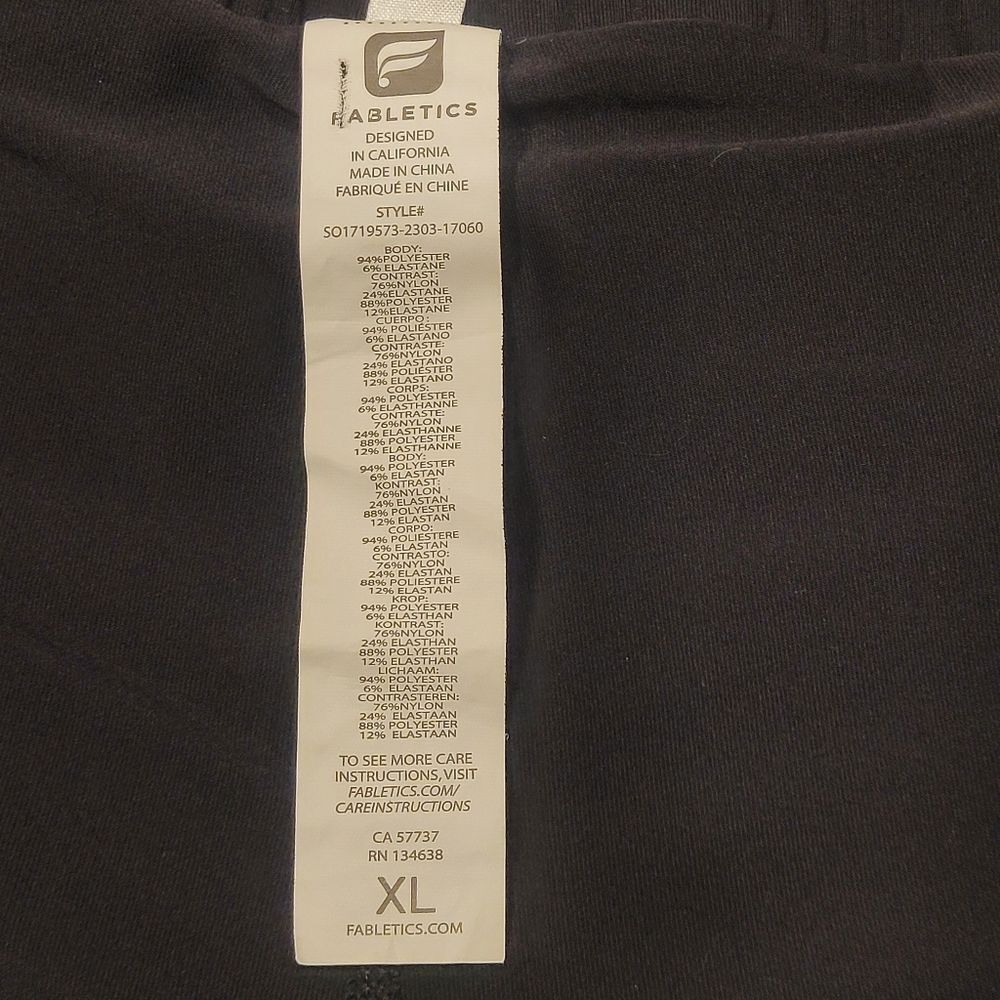 FABLETICS
DESIGNED
IN CALIFORNIA
MADE IN CHINA
FABRIQUÉ EN CHINE
STYLE#
SO1719573-2303-17060
BODY:
94%POLYESTER
6% ELASTANE
CONTRAST:
76%NYLON
24%ELASTANE
88%POLYESTER
12%ELASTANE
CUERPO:
94% POLIÉSTER
6% ELASTANO
CONTRASTE:
76%NYLON
24% ELASTANO
88% POLIÉSTER
12% ELASTANO
CORPS:
94% POLYESTER
6% ELASTHANNE
CONTRASTE:
76%NYLON
24% ELASTHANNE
88% POLYESTER
12% ELASTHANNE
BODY:
94% POLYESTER
6% ELASTAN
KONTRAST:
76%NYLON
24% ELASTAN
88% POLYESTER
12% ELASTAN
CORPO:
94% POLIESTERE
6% ELASTAN
CONTRASTO:
76%NYLON
24% ELASTAN
88% POLIESTERE
12% ELASTAN
KROP:
94% POLYESTER
6% ELASTHAN
KONTRAST:
76%NYLON
24% ELASTHAN
88% POLYESTER
12% ELASTHAN
LICHAAM:
94% POLYESTER
6% ELASTAAN
CONTRASTEREN:
76%NYLON
24% ELASTAAN
88% POLYESTER
12% ELASTAAN
TO SEE MORE CARE
INSTRUCTIONS, VISIT
FABLETICS.COM/
CAREINSTRUCTIONS
CA 57737
RN 134638
XL
FABLETICS.COM